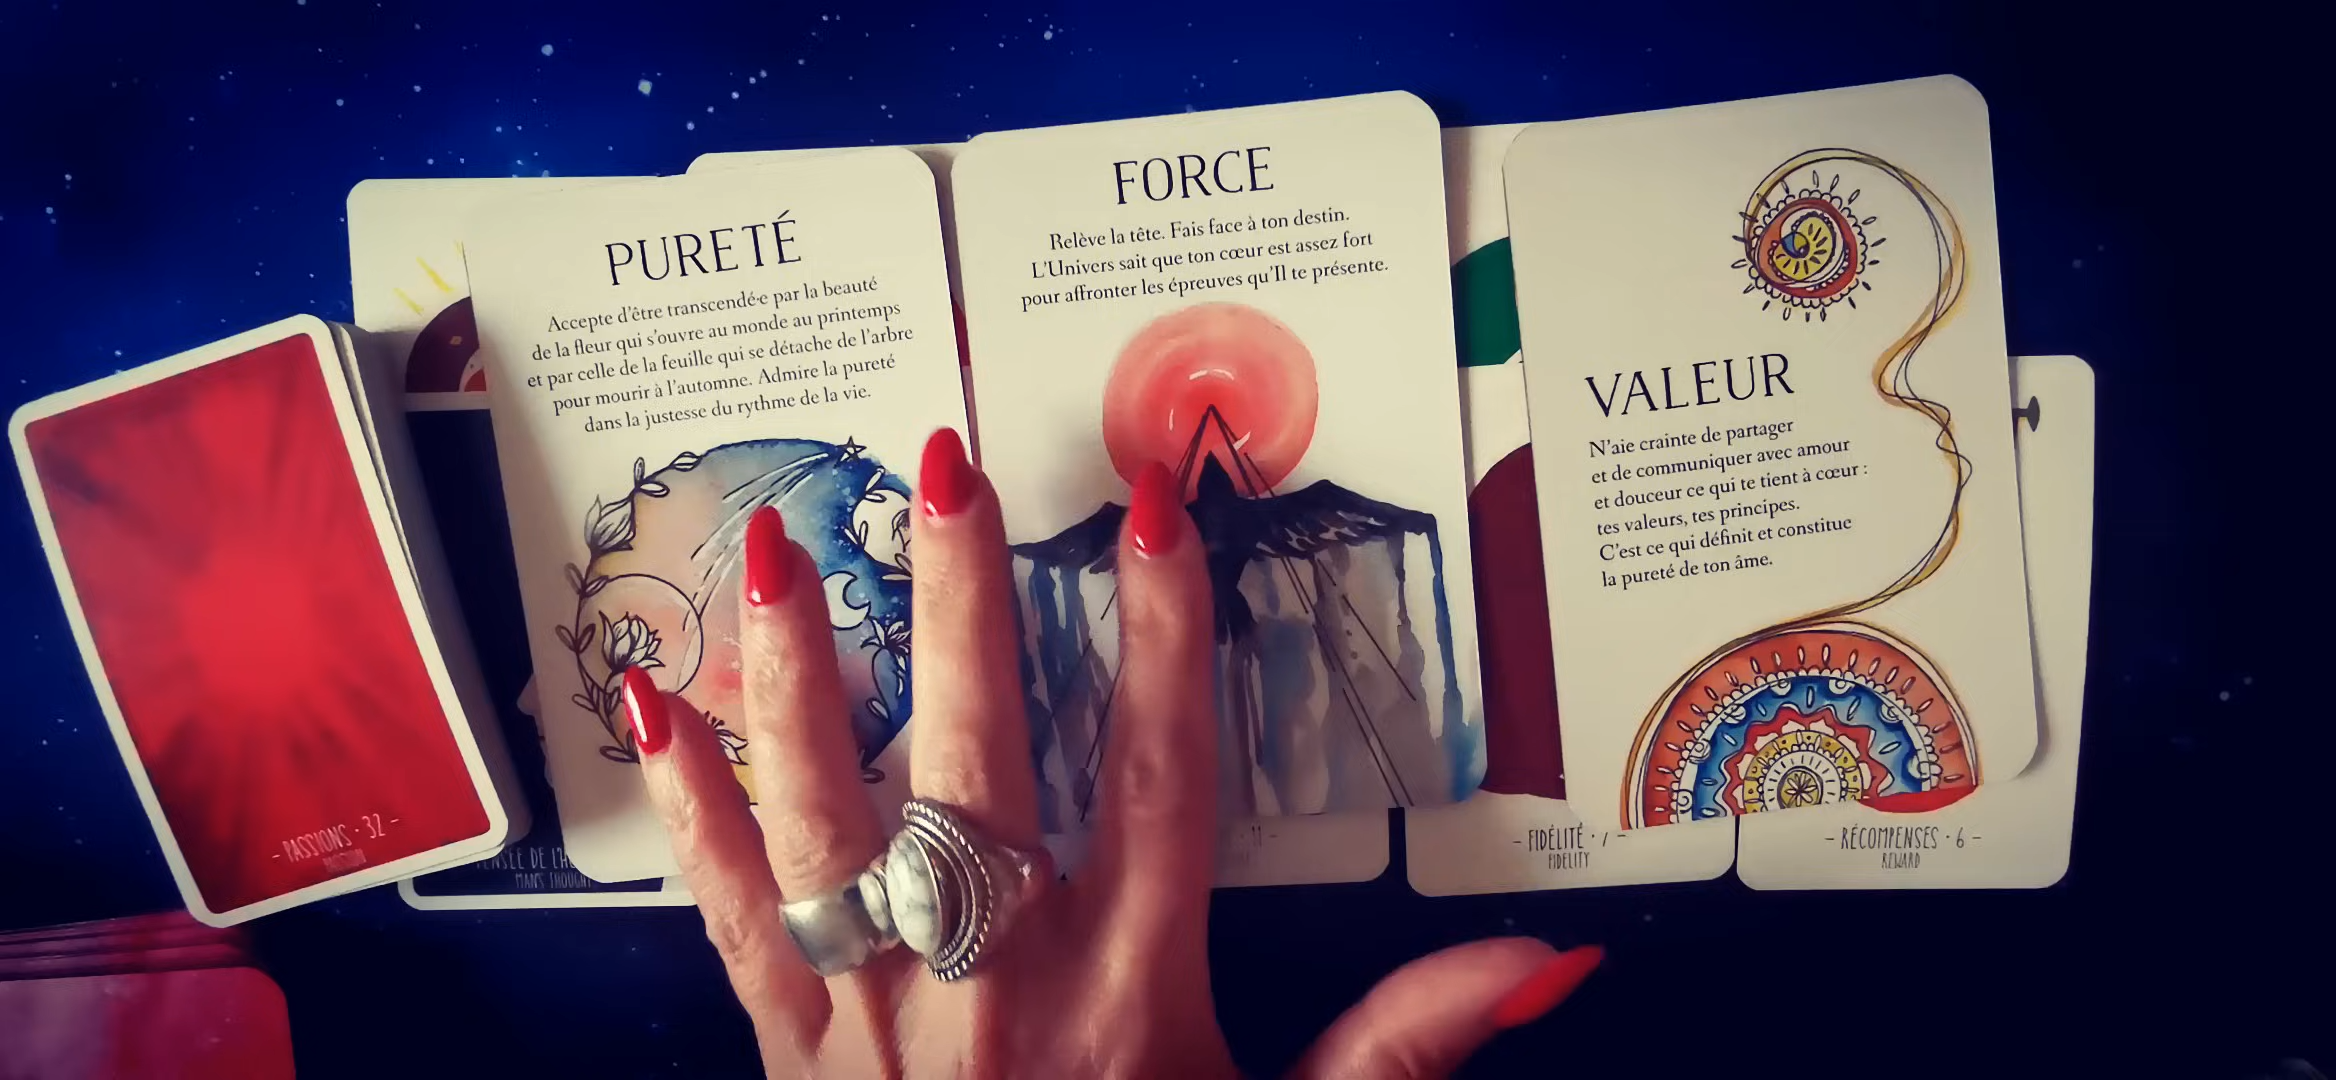 PURETÉ
Accepte d'être transcendé·e par la beauté
de la fleur qui s'ouvre au monde au printemps
et par celle de la feuille qui se détache de l'arbre
pour mourir à l'automne. Admire la pureté
dans la justesse du rythme de la vie.
FORCE
Relève la tête. Fais face à ton destin.
L'Univers sait que ton cœur est assez fort
pour affronter les épreuves qu'Il te présente.
VALEUR
N'aie crainte de partager
et de communiquer avec amour
et douceur ce qui te tient à cœur :
tes valeurs, tes principes.
C'est ce qui définit et constitue
la pureté de ton âme.
- PASSIONS · 32 -
DE
MAN'S
· 11 -
- FIDÉLITÉ ·
FIDELITY
- RÉCOMPENSES · 6 -
REWARD